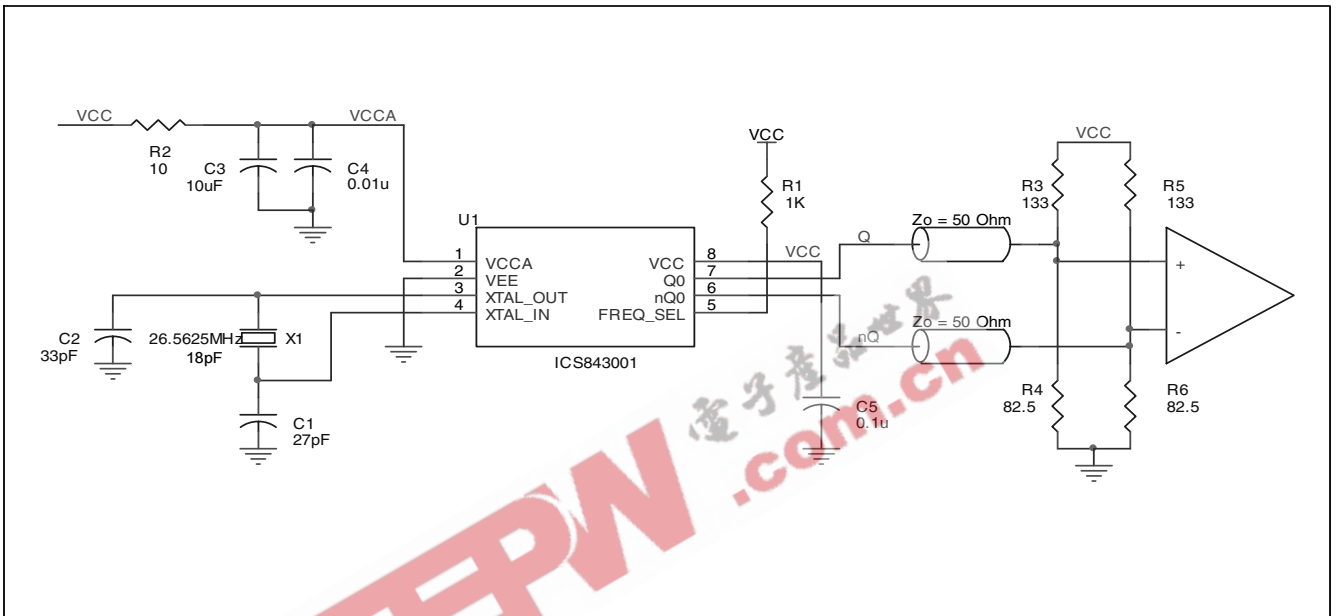 VCC
R2
10
C3
10uF
C4
0.01u
VCCA
VCC
R1
1K
VCC
R3
133
R5
133
U1
1
VCCA
2
VEE
3
XTAL_OUT
4
XTAL_IN
VCC
8
Q0
7
nQ0
6
FREQ_SEL
5
ICS843001
VCC
Q
Zo = 50 Ohm
nQ
Zo = 50 Ohm
+
-
C2
33pF
26.5625MHz
18pF
X1
C1
27pF
C5
0.1u
R4
82.5
R6
82.5
電子產品世界
EEPW
.com.cn